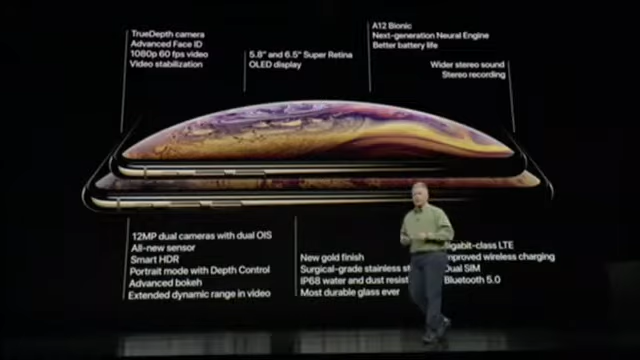 TrueDepth camera
Advanced Face ID
1080p 60 fps video
Video stabilization
5.8" and 6.5" Super Retina
OLED display
A12 Bionic
Next-generation Neural Engine
Better battery life
Wider stereo sound
Stereo recording
12MP dual cameras with dual OIS
All-new sensor
Smart HDR
Portrait mode with Depth Control
Advanced bokeh
Extended dynamic range in video
New gold finish
Surgical-grade stainless
IP68 water and dust
Most durable glass ever
LTE
wireless charging
Dual SIM
Bluetooth 5.0